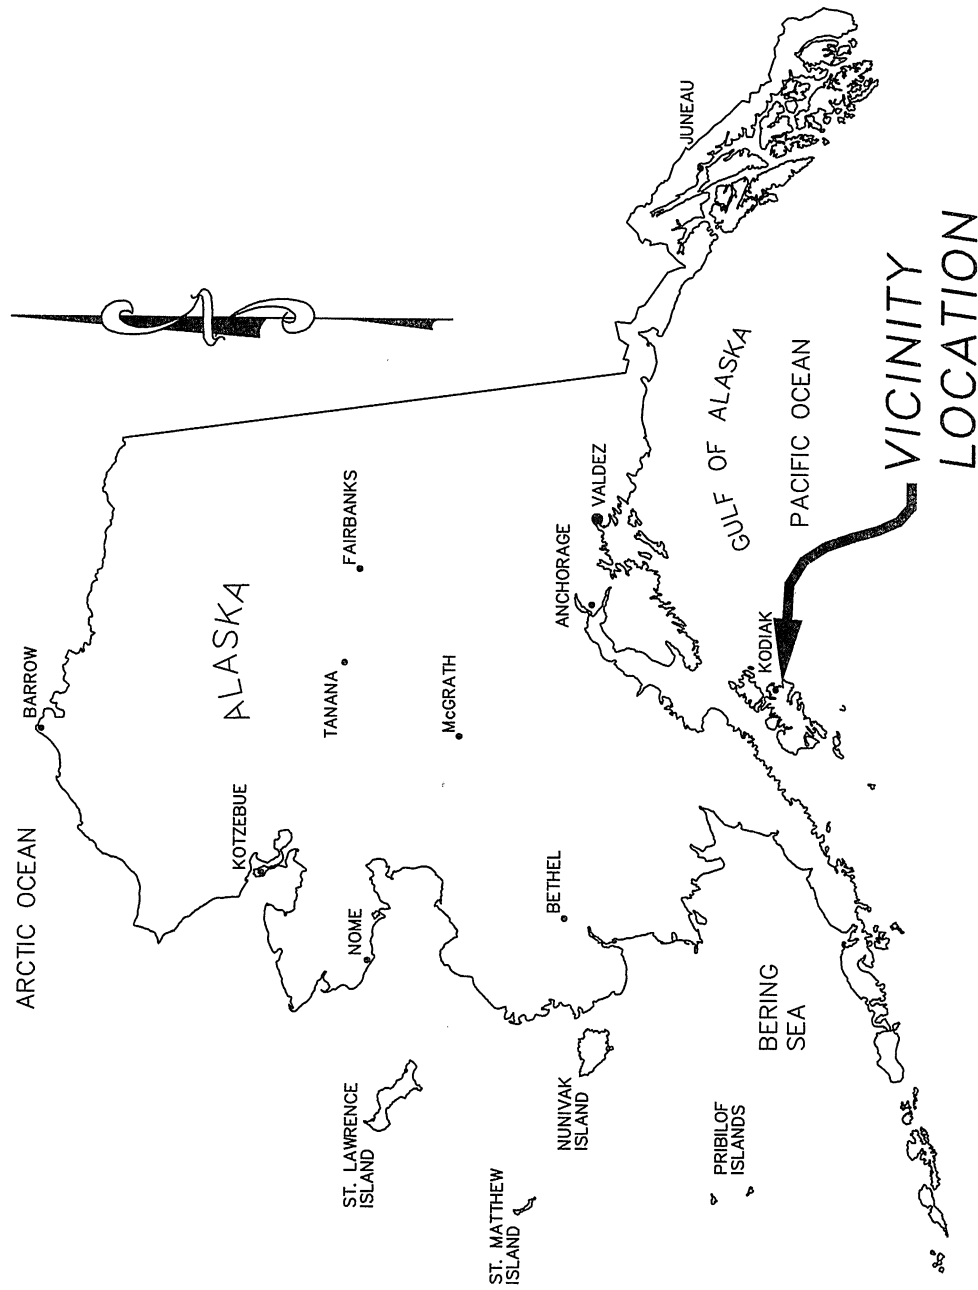 ARCTIC OCEAN
BARROW
KOTZEBUE
ALASKA
NOME
TANANA
FAIRBANKS
ST. LAWRENCE
ISLAND
McGRATH
JUNEAU
ST. MATTHEW
ISLAND
NUNIVAK
ISLAND
BETHEL
ANCHORAGE
VALDEZ
PRIBILOF
ISLANDS
BERING
SEA
KODIAK
GULF OF ALASKA
PACIFIC OCEAN
VICINITY
LOCATION